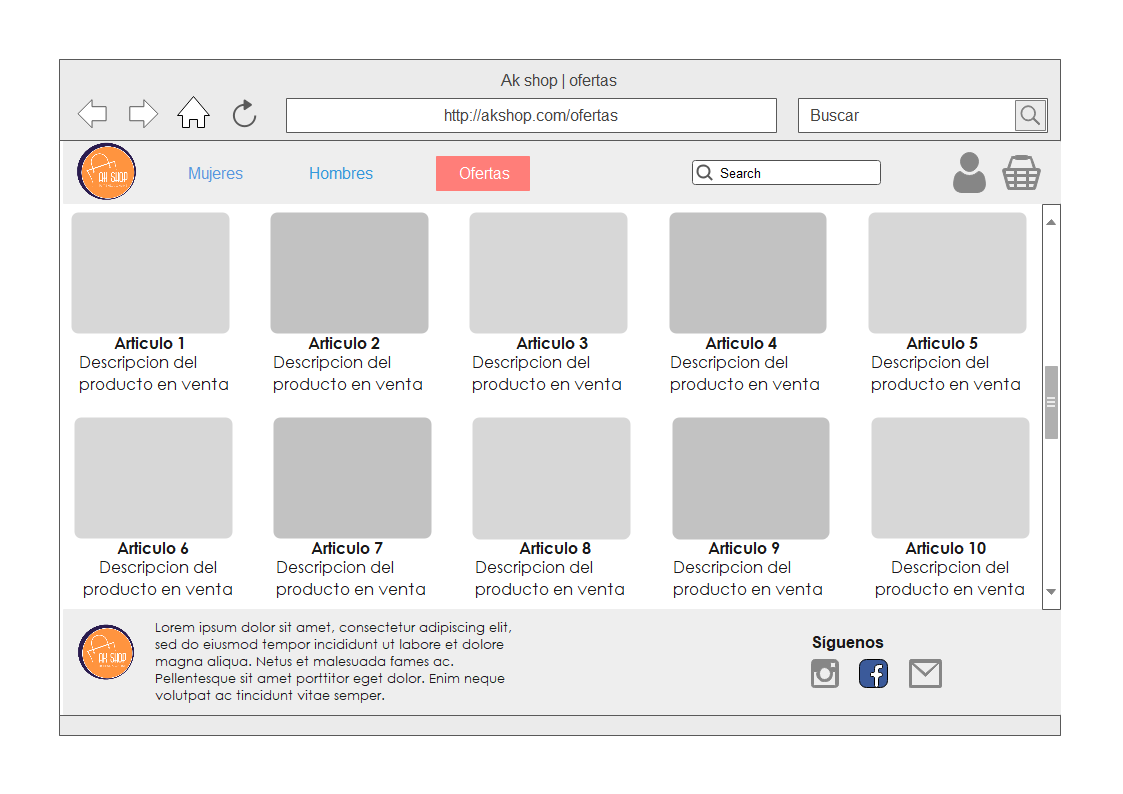 Ak shop | ofertas
http://akshop.com/ofertas
Buscar
AK SHOP
Mujeres
Hombres
Ofertas
Search
Articulo 1
Descripcion del
producto en venta
Articulo 2
Descripcion del
producto en venta
Articulo 3
Descripcion del
producto en venta
Articulo 4
Descripcion del
producto en venta
Articulo 5
Descripcion del
producto en venta
Articulo 6
Descripcion del
producto en venta
Articulo 7
Descripcion del
producto en venta
Articulo 8
Descripcion del
producto en venta
Articulo 9
Descripcion del
producto en venta
Articulo 10
Descripcion del
producto en venta
AK SHOP
Lorem ipsum dolor sit amet, consectetur adipiscing elit,
sed do eiusmod tempor incididunt ut labore et dolore
magna aliqua. Netus et malesuada fames ac.
Pellentesque sit amet porttitor eget dolor. Enim neque
volutpat ac tincidunt vitae semper.
Síguenos